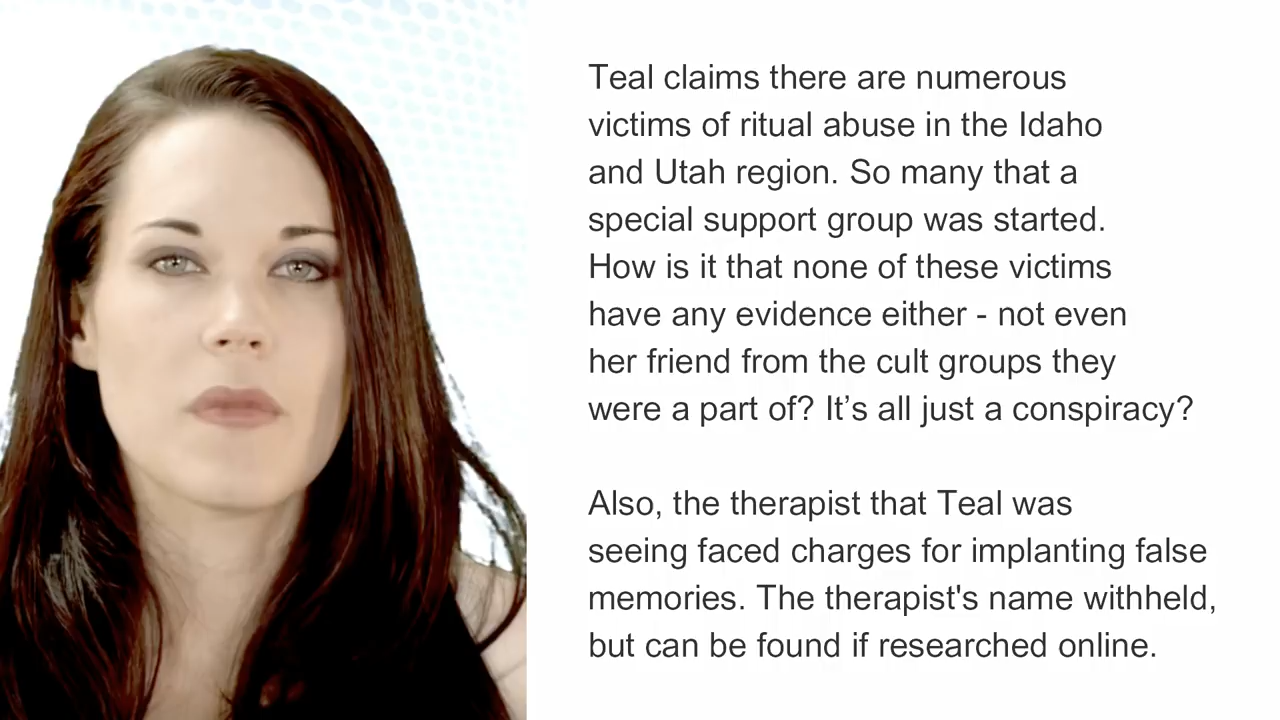 Teal claims there are numerous
victims of ritual abuse in the Idaho
and Utah region. So many that a
special support group was started.
How is it that none of these victims
have any evidence either - not even
her friend from the cult groups they
were a part of? It’s all just a conspiracy?
Also, the therapist that Teal was
seeing faced charges for implanting false
memories. The therapist's name withheld,
but can be found if researched online.